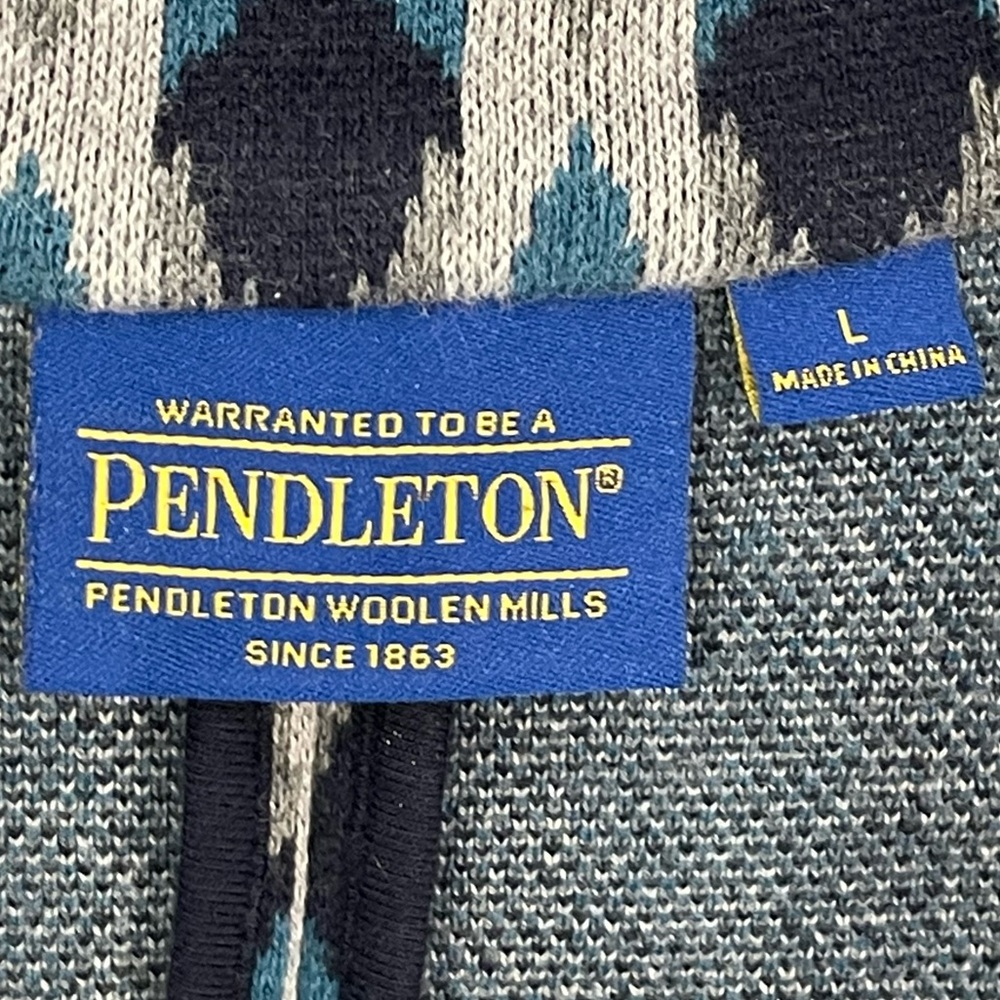 WARRANTED TO BE A
PENDLETON®
PENDLETON WOOLEN MILLS
SINCE 1863
L
MADE IN CHINA